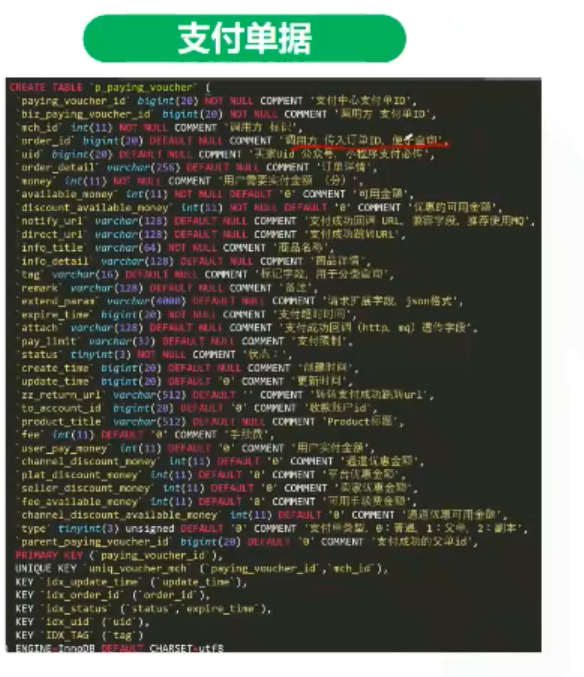 支付单据
CREATE TABLE `p_paying_voucher` (
`paying_voucher_id` bigint(20) NOT NULL COMMENT '支付中心支付单ID',
`biz_paying_voucher_id` bigint(20) NOT NULL COMMENT '调用方 支付单ID',
`mch_id` int(11) NOT NULL COMMENT '调用方 标识',
`order_id` bigint(20) DEFAULT NULL COMMENT '调用方 传入订单ID, 便于查询',
`uid` bigint(20) DEFAULT NULL COMMENT '买家Uid 公众号, 小程序支付必传',
`order_detail` varchar(256) DEFAULT NULL COMMENT '订单详情',
`money` int(11) NOT NULL COMMENT '用户需要实付金额 (分)',
`available_money` int(11) NOT NULL DEFAULT '0' COMMENT '可用金额',
`discount_available_money` int(11) NOT NULL DEFAULT '0' COMMENT '优惠的可用金额',
`notify_url` varchar(128) DEFAULT NULL COMMENT '支付成功回调 URL, 兼容字段, 推荐使用MQ',
`direct_url` varchar(128) DEFAULT NULL COMMENT '支付成功跳转URL',
`info_title` varchar(64) NOT NULL COMMENT '商品名称',
`info_detail` varchar(128) DEFAULT NULL COMMENT '商品详情',
`tag` varchar(16) DEFAULT NULL COMMENT '标记字段, 用于分类查询',
`remark` varchar(128) DEFAULT NULL COMMENT '备注',
`extend_param` varchar(4000) DEFAULT NULL COMMENT '请求扩展字段, json格式',
`expire_time` bigint(20) NOT NULL COMMENT '支付超时时间',
`attach` varchar(128) DEFAULT NULL COMMENT '支付成功回调 (http, mq) 透传字段',
`pay_limit` varchar(32) DEFAULT NULL COMMENT '支付限制',
`status` tinyint(3) NOT NULL COMMENT '状态:',
`create_time` bigint(20) DEFAULT NULL COMMENT '创建时间',
`update_time` bigint(20) DEFAULT '0' COMMENT '更新时间',
`zz_return_url` varchar(512) DEFAULT '' COMMENT '转转支付成功跳转url',
`to_account_id` bigint(20) DEFAULT '0' COMMENT '收款账户id',
`product_title` varchar(512) DEFAULT NULL COMMENT 'Product标题',
`fee` int(11) DEFAULT '0' COMMENT '手续费',
`user_pay_money` int(11) DEFAULT '0' COMMENT '用户实付金额',
`channel_discount_money` int(11) DEFAULT '0' COMMENT '通道优惠金额',
`plat_discount_money` int(11) DEFAULT '0' COMMENT '平台优惠金额',
`seller_discount_money` int(11) DEFAULT '0' COMMENT '卖家优惠金额',
`fee_available_money` int(11) DEFAULT '0' COMMENT '可用手续费金额',
`channel_discount_available_money` int(11) DEFAULT '0' COMMENT '通道优惠可用金额',
`type` tinyint(3) unsigned DEFAULT '0' COMMENT '支付单类型, 0: 普通, 1: 父单, 2: 副本',
`parent_paying_voucher_id` bigint(20) DEFAULT '0' COMMENT '支付成功的父单id',
PRIMARY KEY (`paying_voucher_id`),
UNIQUE KEY `uniq_voucher_mch` (`paying_voucher_id`,`mch_id`),
KEY `idx_update_time` (`update_time`),
KEY `idx_order_id` (`order_id`),
KEY `idx_status` (`status`,`expire_time`),
KEY `idx_uid` (`uid`),
KEY `IDX_TAG` (`tag`)
ENGINE=InnoDB DEFAULT CHARSET=utf8